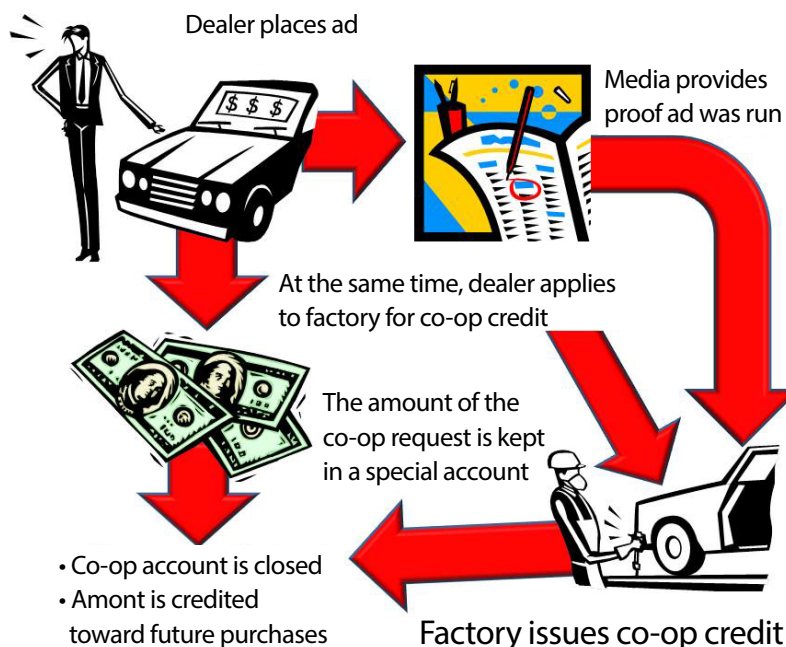 Dealer places ad
$ $ $
Media provides
proof ad was run
At the same time, dealer applies
to factory for co-op credit
The amount of the
co-op request is kept
in a special account
• Co-op account is closed
• Amont is credited
toward future purchases
Factory issues co-op credit